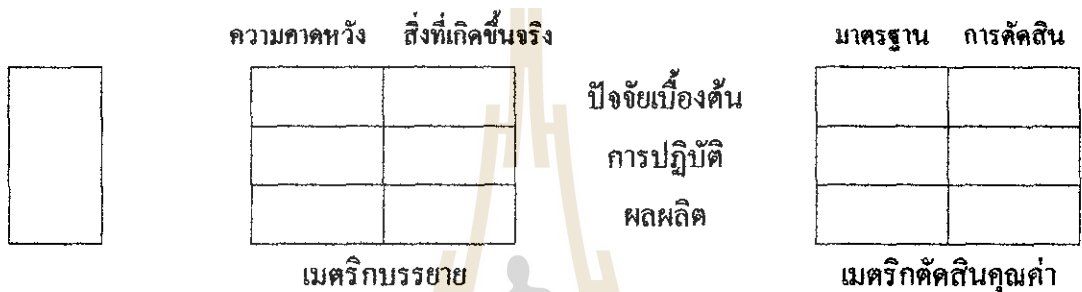 ความคาดหวัง สิ่งที่เกิดขึ้นจริง มาตรฐาน การตัดสิน
ปัจจัยเบื้องต้น
การปฏิบัติ
ผลผลิต
เมตริกบรรยาย เมตริกตัดสินคุณค่า